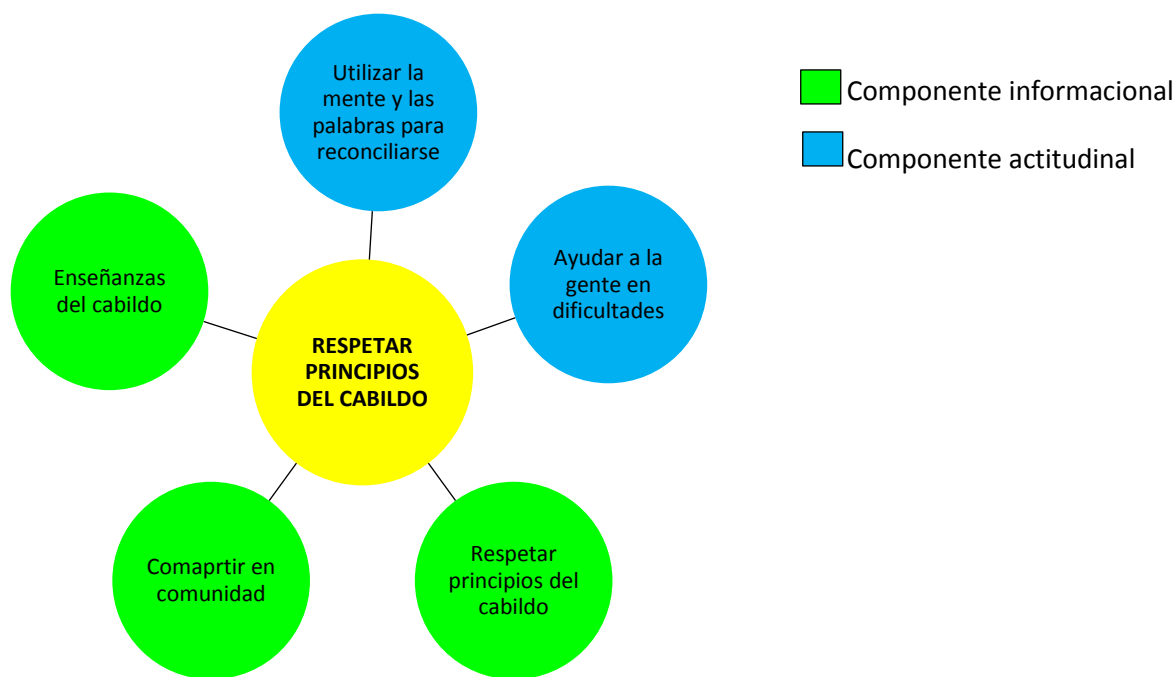 Utilizar la
mente y las
palabras para
reconciliarse
Componente informacional
Componente actitudinal
Enseñanzas
del cabildo
Ayudar a la
gente en
dificultades
RESPETAR
PRINCIPIOS
DEL CABILDO
Comaprtir en
comunidad
Respetar
principios del
cabildo